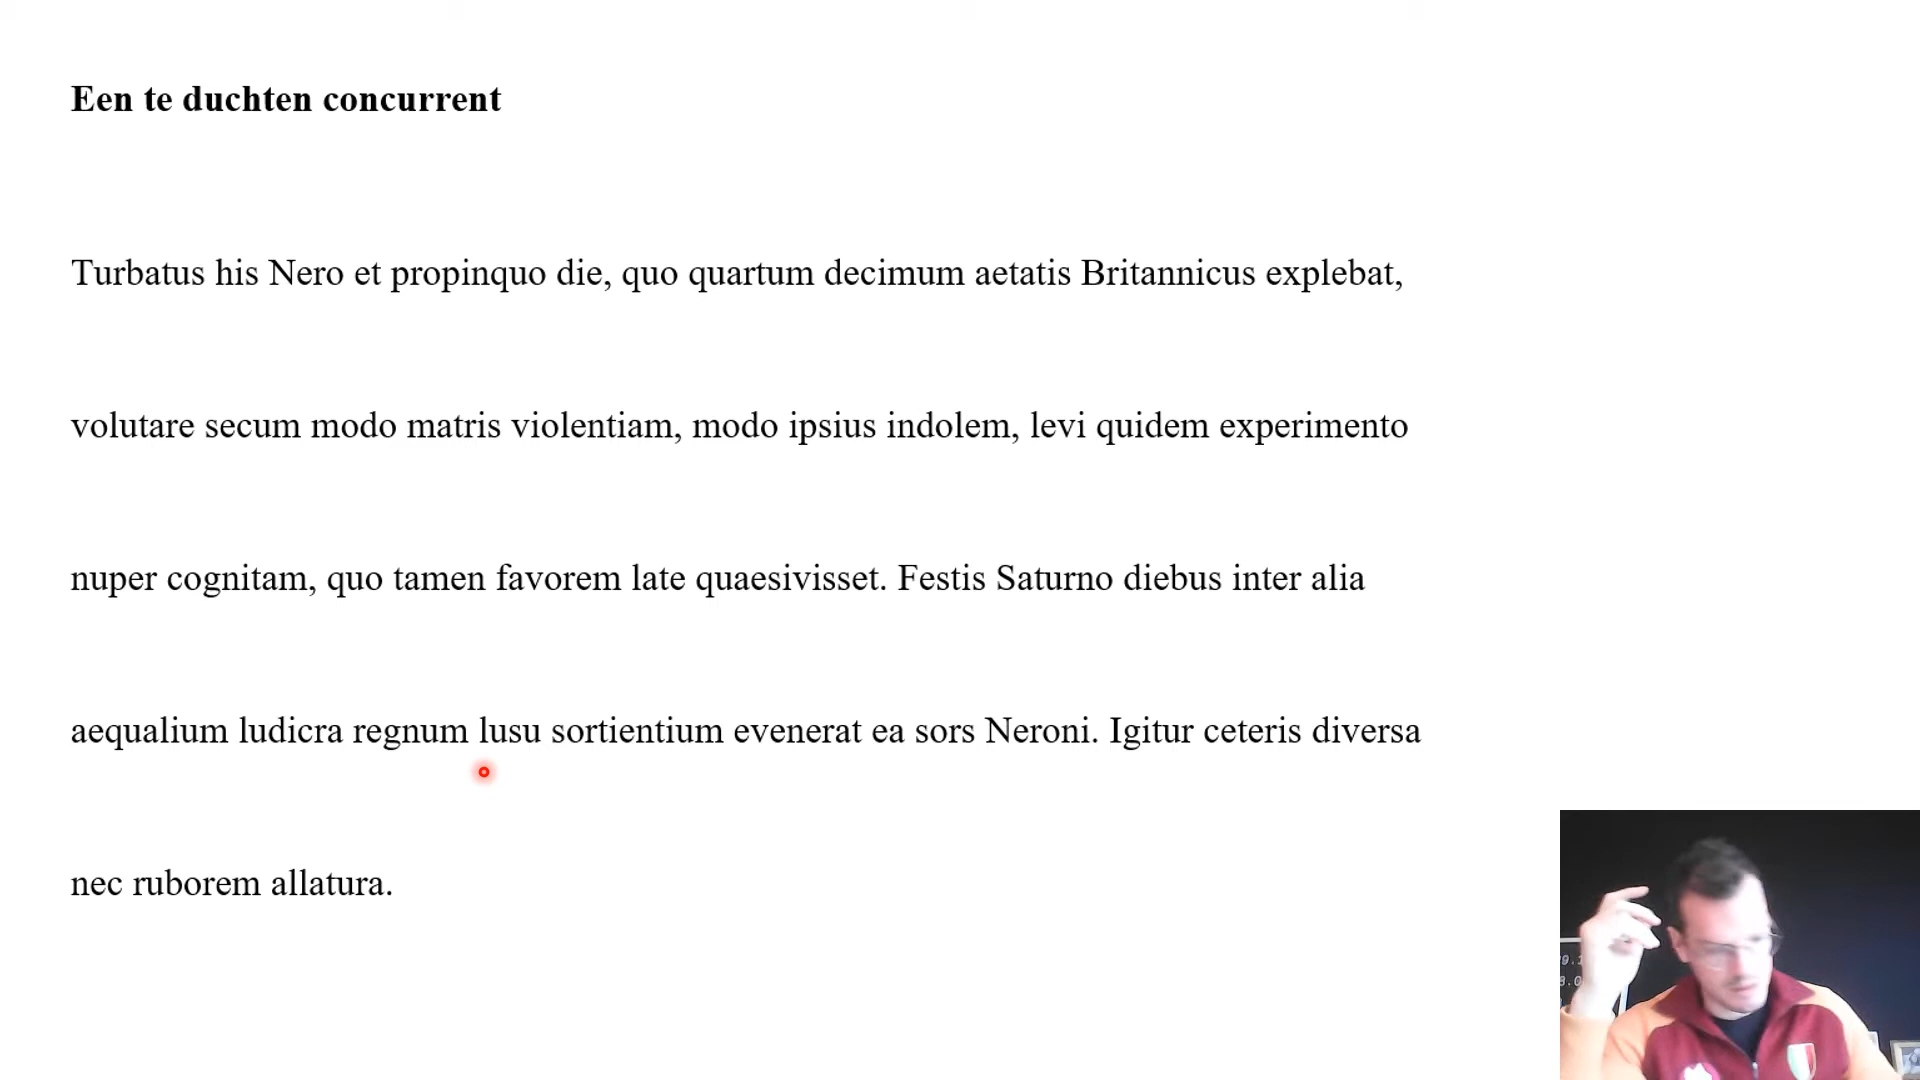 Een te duchten concurrent
Turbatus his Nero et propinquo die, quo quartum decimum aetatis Britannicus explebat,
volutare secum modo matris violentiam, modo ipsius indolem, levi quidem experimento
nuper cognitam, quo tamen favorem late quaesivisset. Festis Saturno diebus inter alia
aequalium ludicra regnum lusu sortientium evenerat ea sors Neroni. Igitur ceteris diversa
nec ruborem allatura.